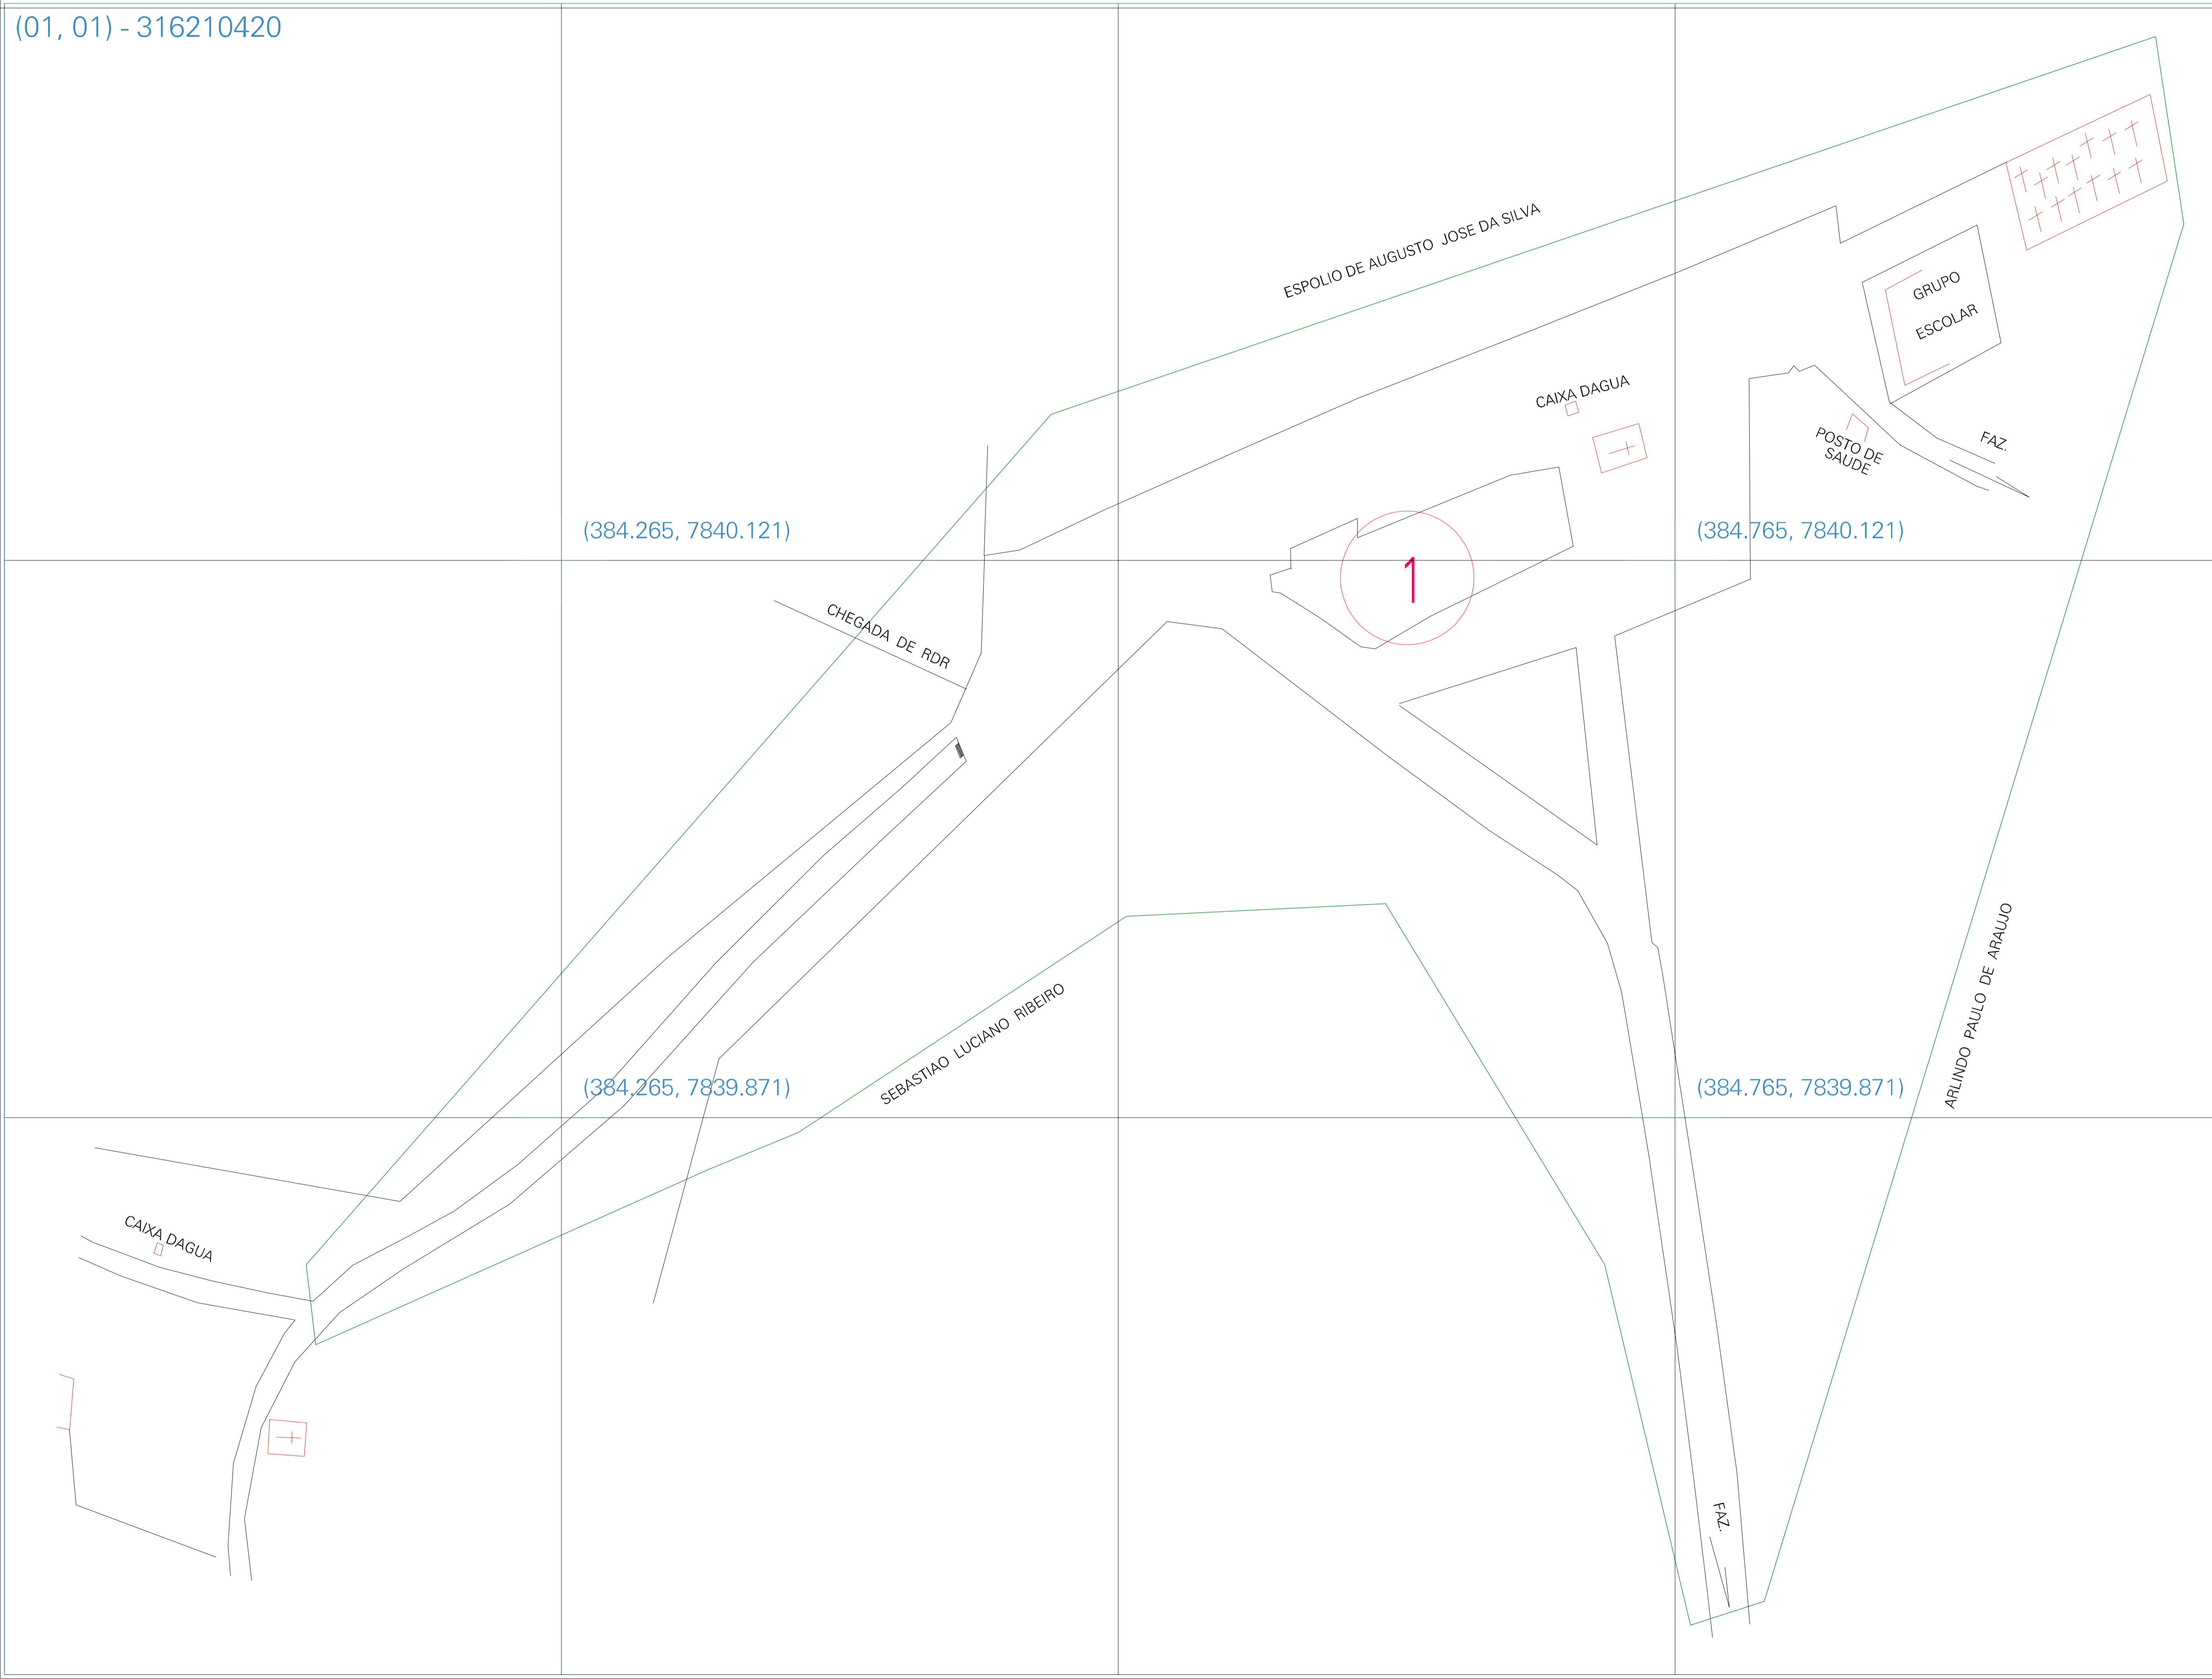 (01, 01) - 316210420
ESPOLIO DE AUGUSTO JOSE DA SILVA
GRUPO
ESCOLAR
CAIXA DAGUA
POSTO DE
SAUDE
FAZ.
(384.265, 7840.121)
(384.765, 7840.121)
1
CHEGADA DE RDR
ARLINDO PAULO DE ARAUJO
SEBASTIAO LUCIANO RIBEIRO
(384.265, 7839.871)
(384.765, 7839.871)
CAIXA DAGUA
FAZ.